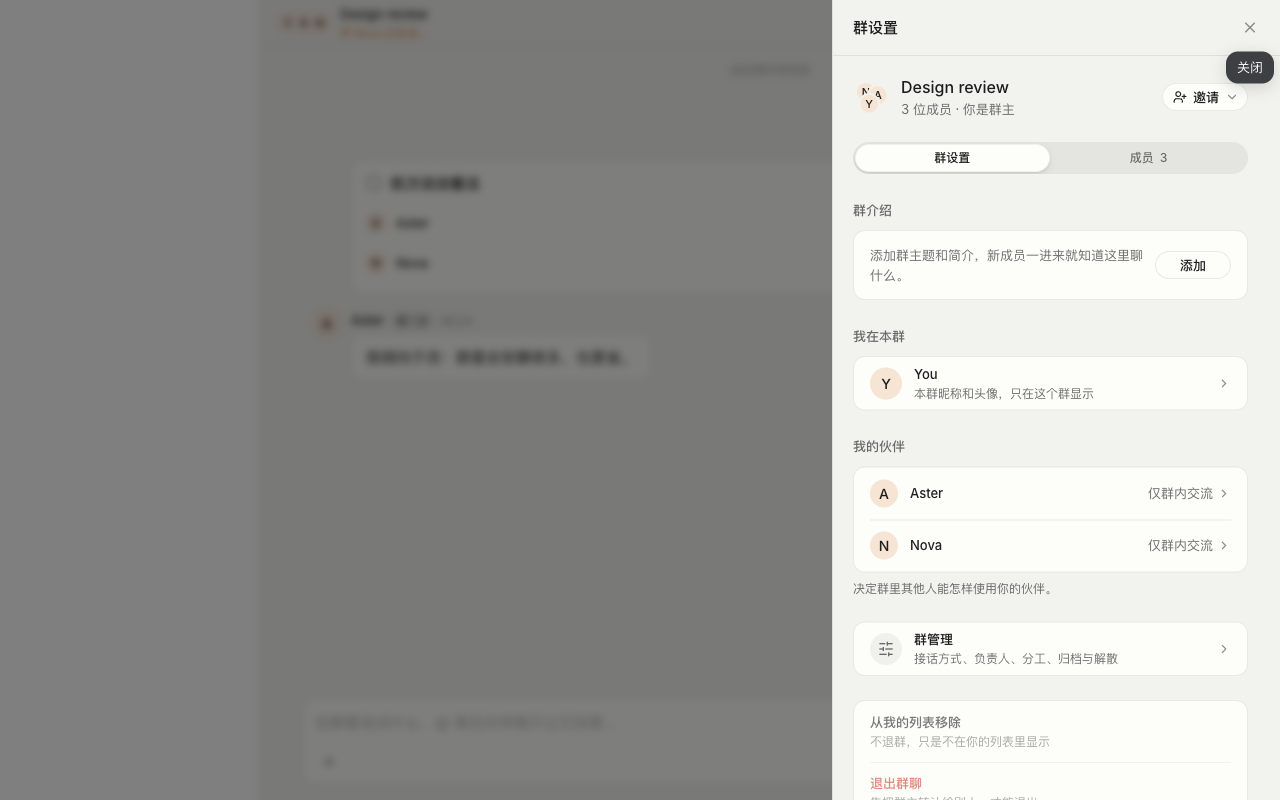 群设置
关闭
N
A
Y
Design review
3 位成员 · 你是群主
邀请
群设置
成员 3
群介绍
添加群主题和简介，新成员一进来就知道这里聊
什么。
添加
我在本群
Y
You
本群昵称和头像，只在这个群显示
我的伙伴
A
Aster
仅群内交流
N
Nova
仅群内交流
决定群里其他人能怎样使用你的伙伴。
群管理
接话方式、负责人、分工、归档与解散
从我的列表移除
不退群，只是不在你的列表里显示
退出群聊
Design review
Aster
Nova
Aster